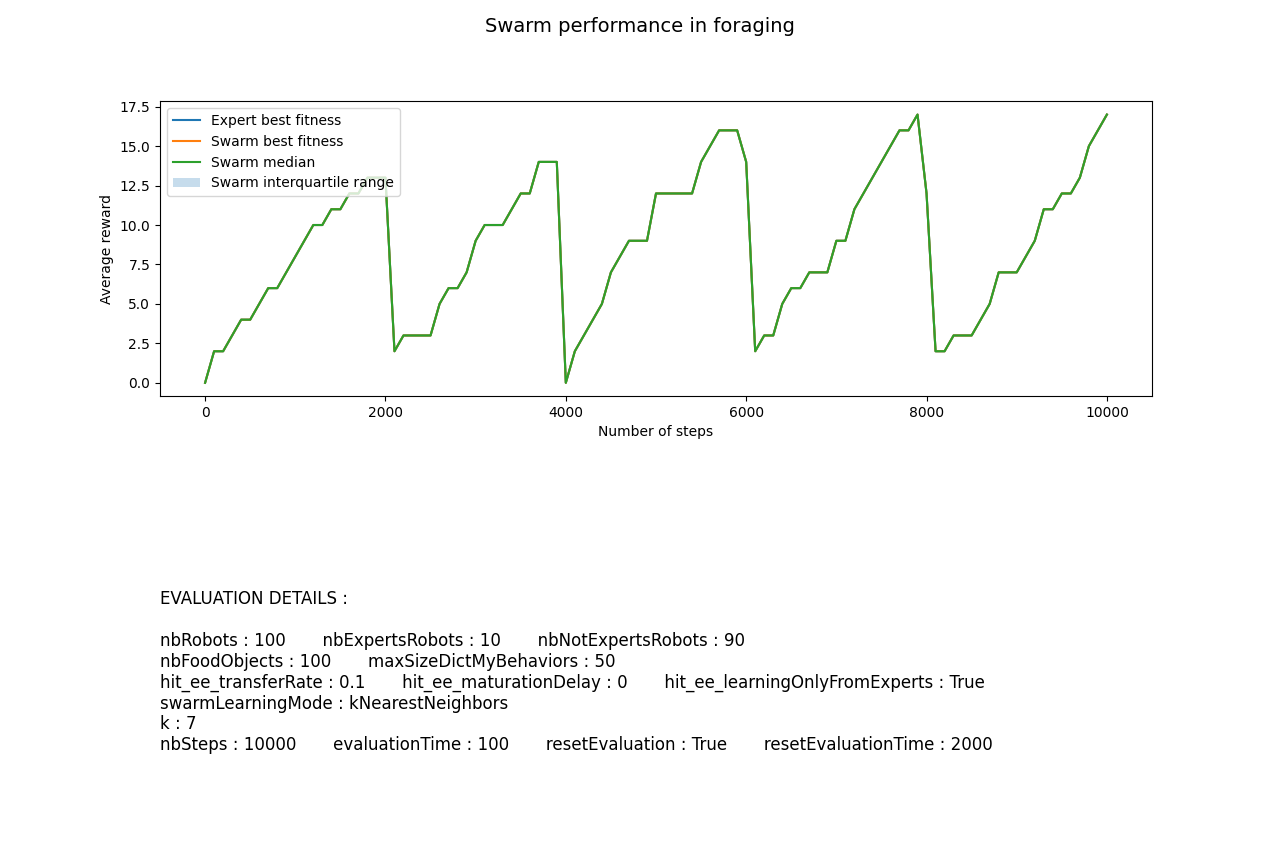 Swarm performance in foraging
17.5
15.0
12.5
10.0
7.5
5.0
2.5
0.0
Average reward
Expert best fitness
Swarm best fitness
Swarm median
Swarm interquartile range
0 2000 4000 6000 8000 10000
Number of steps
EVALUATION DETAILS :
nbRobots : 100 nbExpertsRobots : 10 nbNotExpertsRobots : 90
nbFoodObjects : 100 maxSizeDictMyBehaviors : 50
hit_ee_transferRate : 0.1 hit_ee_maturationDelay : 0 hit_ee_learningOnlyFromExperts : True
swarmLearningMode : kNearestNeighbors
k : 7
nbSteps : 10000 evaluationTime : 100 resetEvaluation : True resetEvaluationTime : 2000